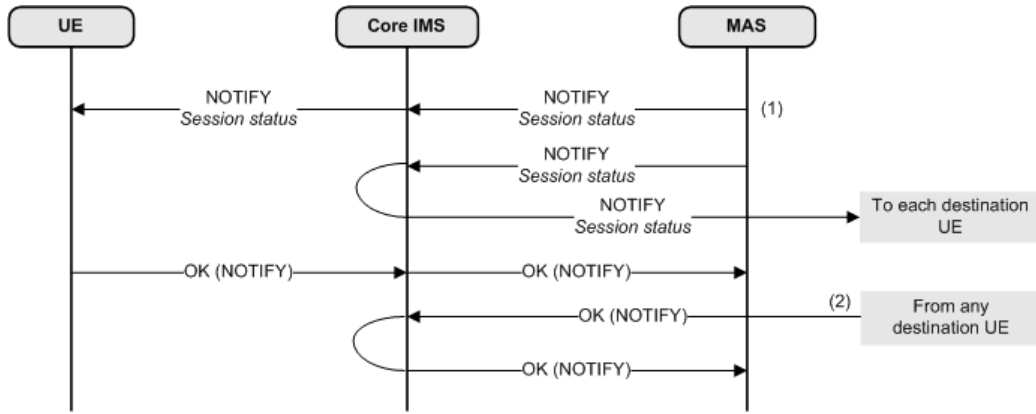 UE
Core IMS
MAS
NOTIFY
Session status
NOTIFY
Session status
(1)
NOTIFY
Session status
NOTIFY
Session status
To each destination
UE
OK (NOTIFY)
OK (NOTIFY)
OK (NOTIFY)
(2)
From any
destination UE
OK (NOTIFY)